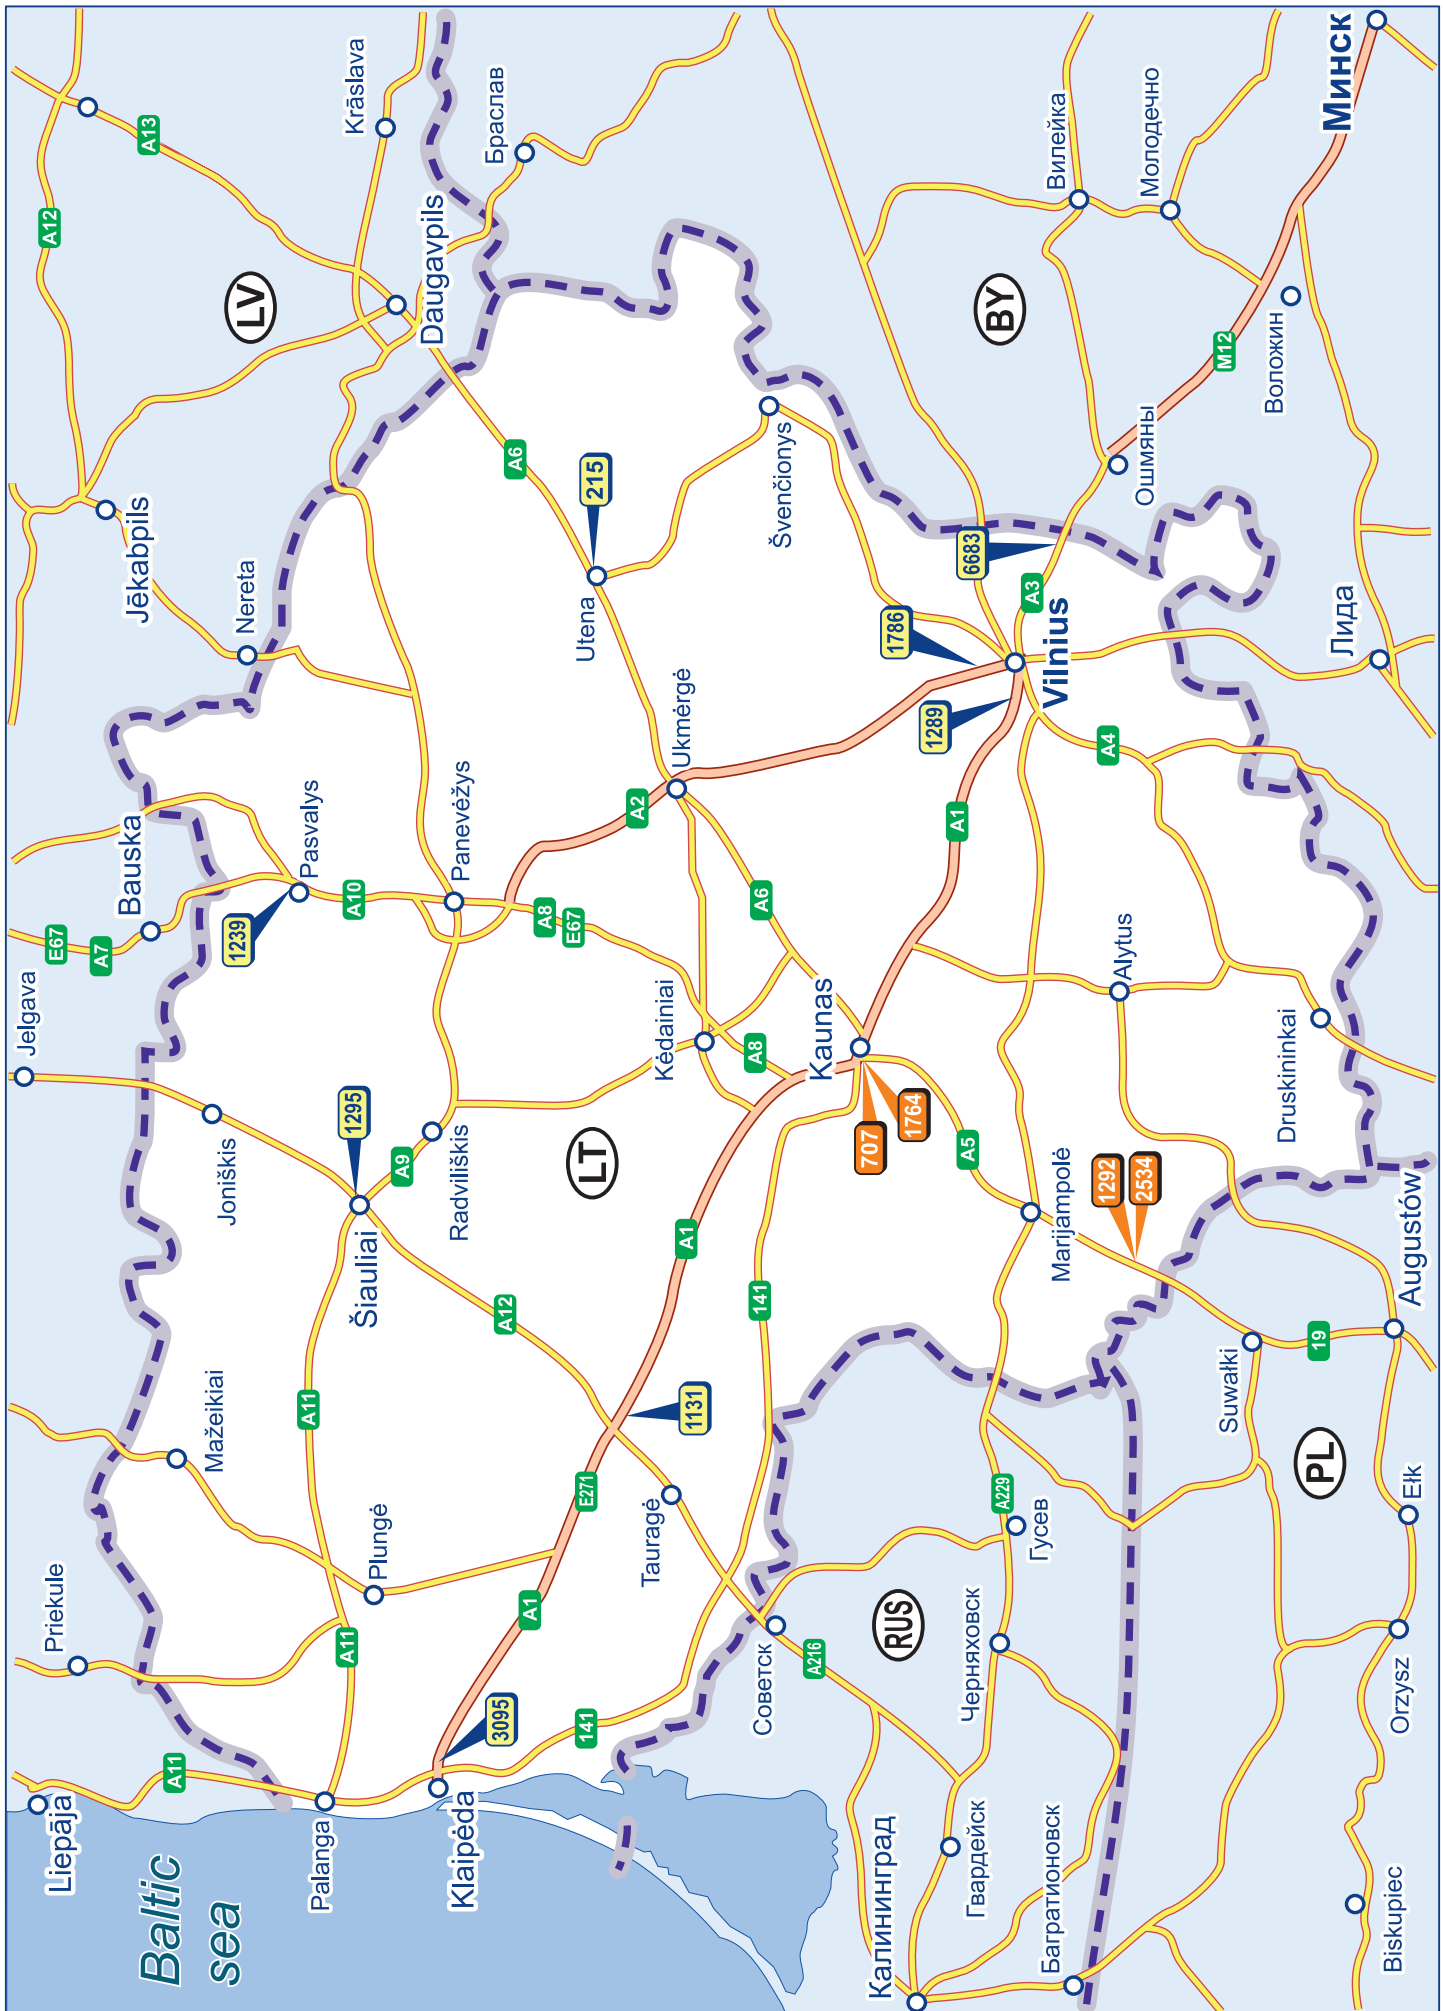 Liepāja
Priekule
Jelgava
E67
A7
Bauska
Jēkabpils
A12
A13
Krāslava
Браслав
LV
Daugavpils
Nereta
Mažeikiai
Joniškis
Pasvalys
1239
A10
A11
Baltic
sea
Palanga
A11
Plungė
A11
Šiauliai
1295
A9
Radviliškis
Panevėžys
A6
215
Utena
Švenčionys
Klaipėda
3095
141
A1
E271
A12
LT
A8
E67
A2
Ukmėrgė
Tauragė
1131
A1
Kėdainiai
A8
A6
141
Kaunas
707
1764
A1
1289
1786
6683
A3
Vilnius
A4
Советск
A216
RUS
Калининград
Гвардейск
Черняховск
A229
Гусев
Багратионовск
A5
Marijampolė
1292
2534
Alytus
Druskininkai
BY
Вилейка
Молодечно
Минск
M12
Воложин
Ошмяны
Лида
Suwałki
19
Augustów
PL
Ełk
Orzysz
Biskupiec